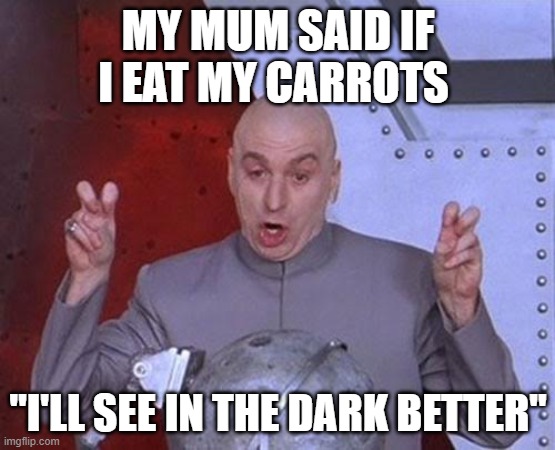 MY MUM SAID IF
I EAT MY CARROTS
"I'LL SEE IN THE DARK BETTER"
imgflip.com